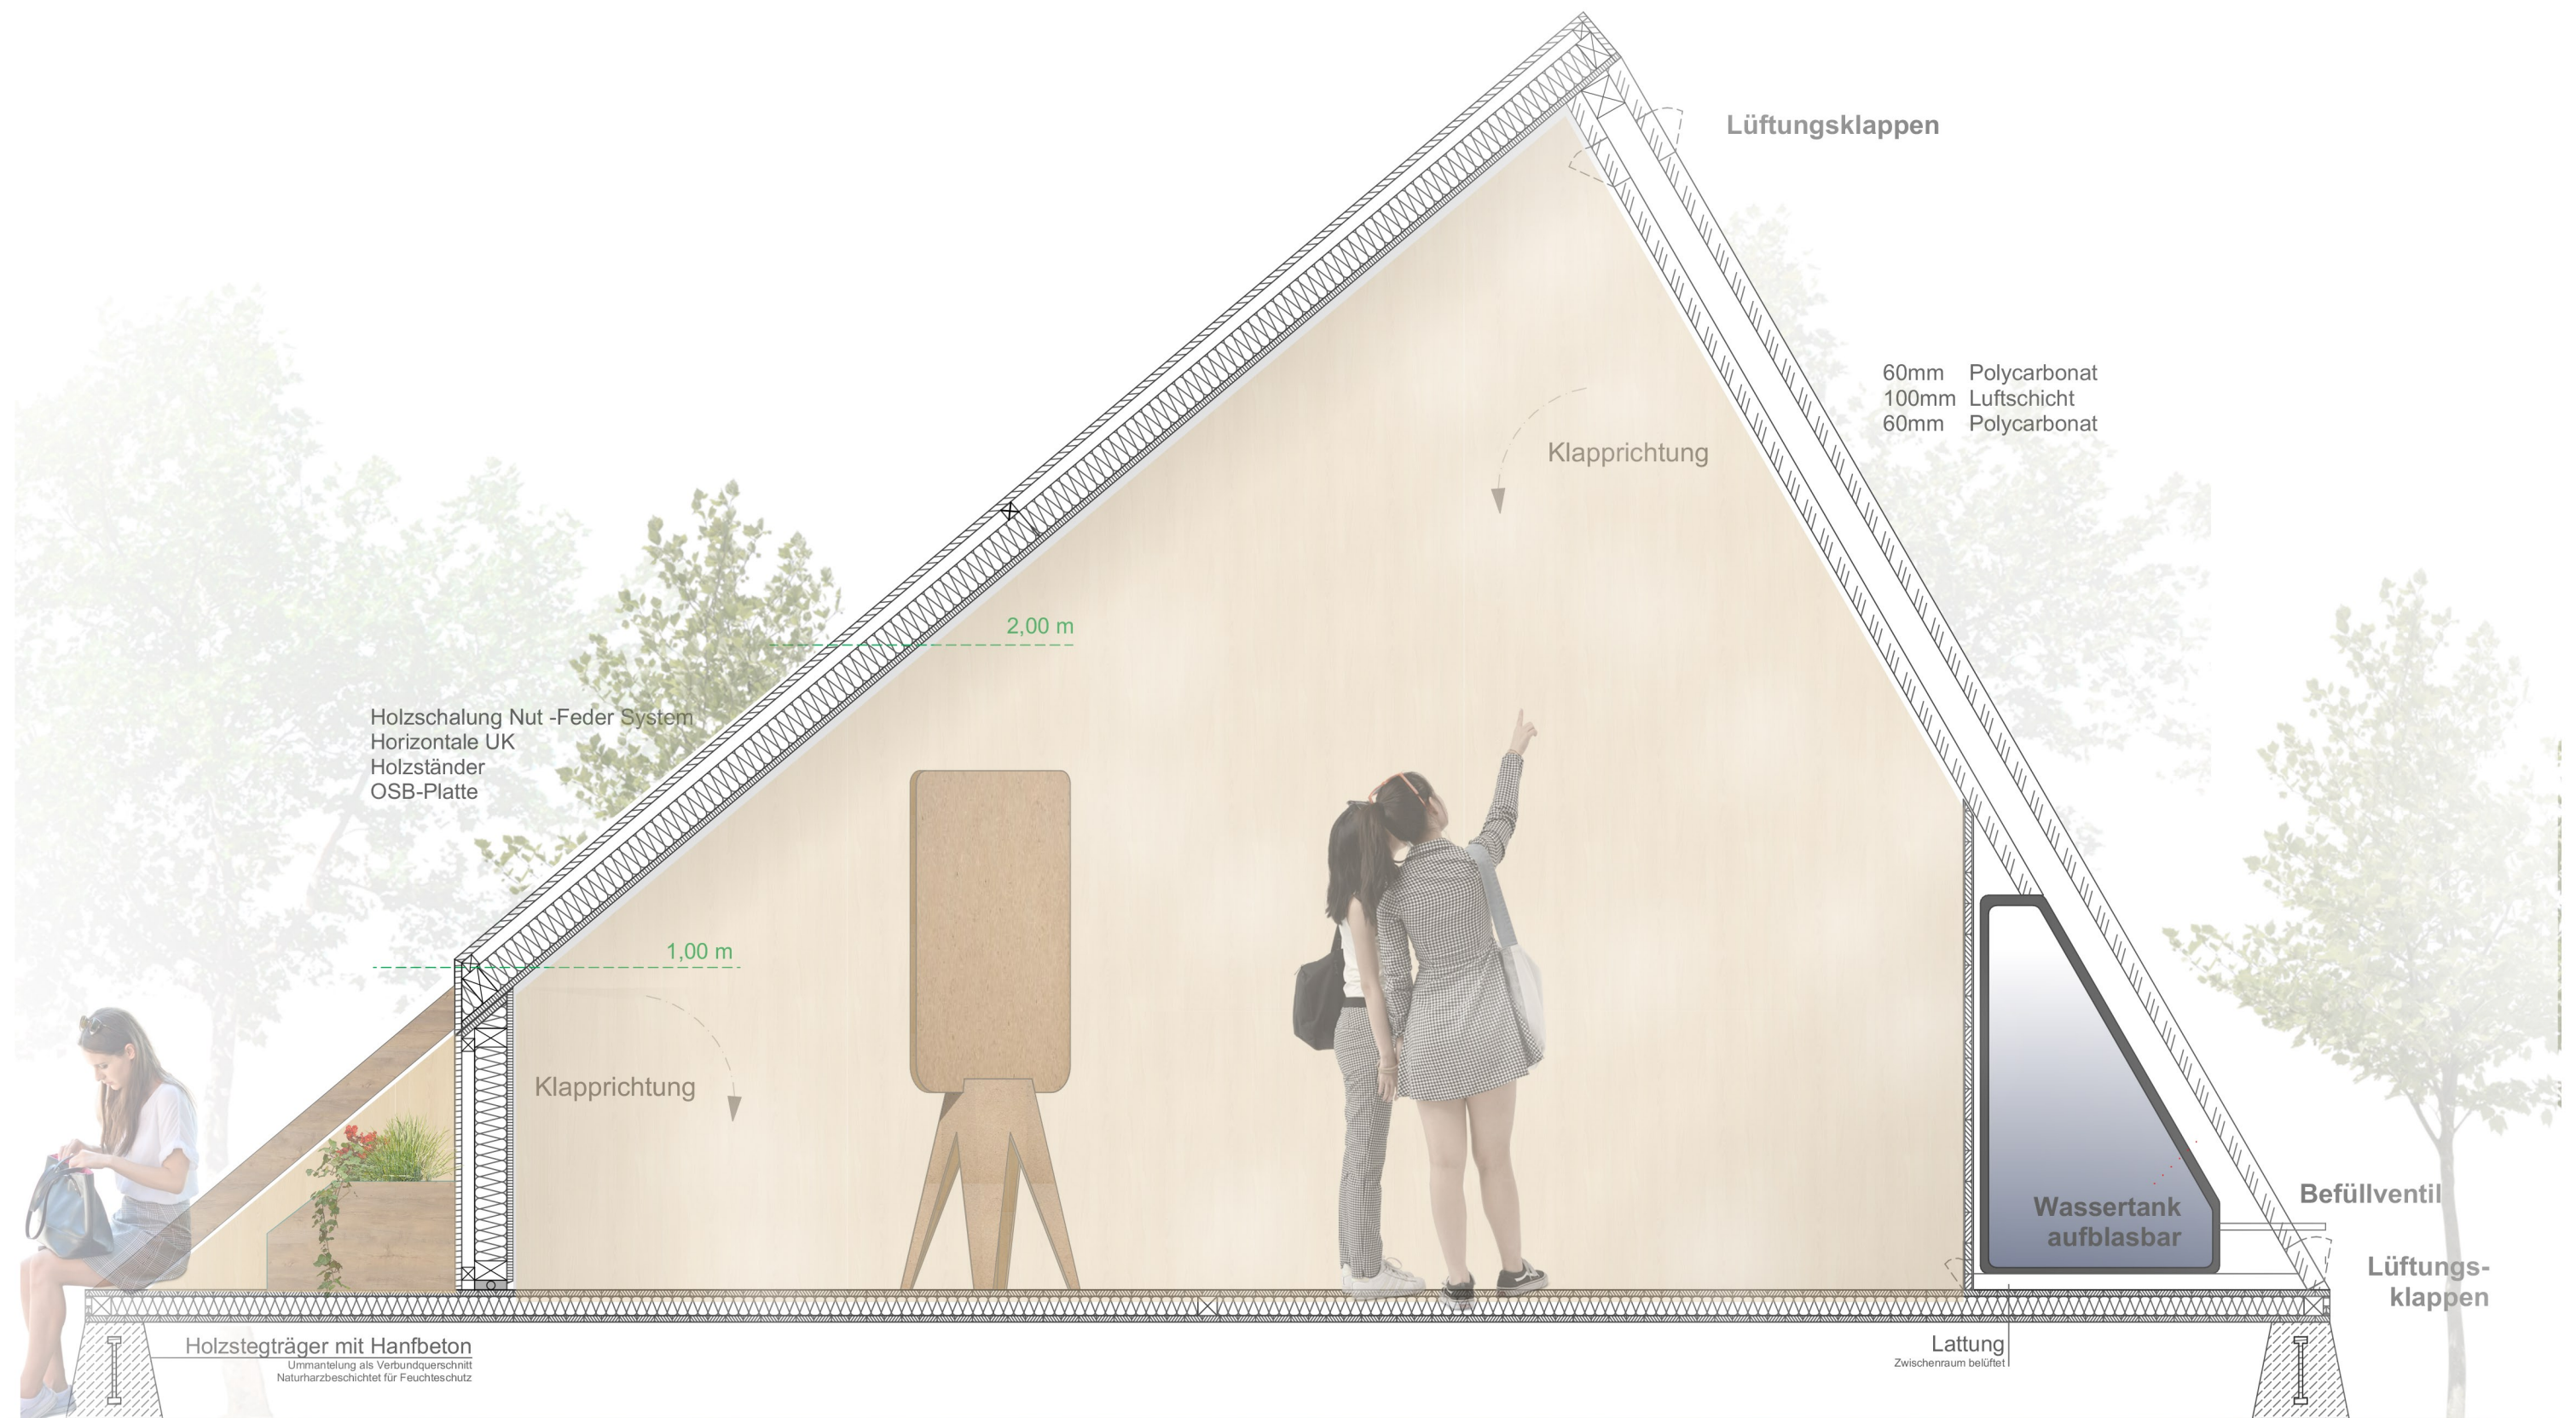 Lüftungsklappen
60mm Polycarbonat
100mm Luftschicht
60mm Polycarbonat
Klapprichtung
2,00 m
Holzschalung Nut -Feder System
Horizontale UK
Holzständer
OSB-Platte
1,00 m
Klapprichtung
Befüllventil
Wassertank
aufblasbar
Lüftungs-
klappen
Holzstegträger mit Hanfbeton
Ummantelung als Verbundquerschnitt
Naturharzbeschichtet für Feuchteschutz
Lattung
Zwischenraum belüftet